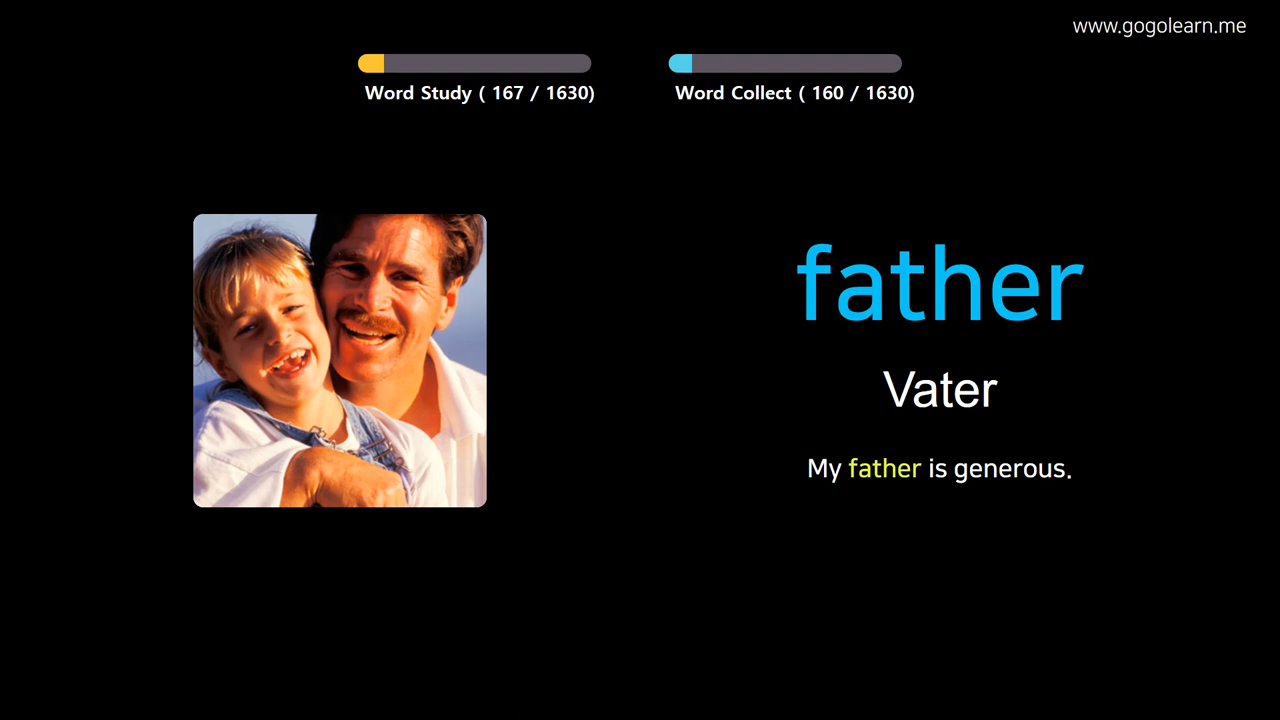 www.gogolearn.me
Word Study ( 167 / 1630)
Word Collect ( 160 / 1630)
father
Vater
My father is generous.